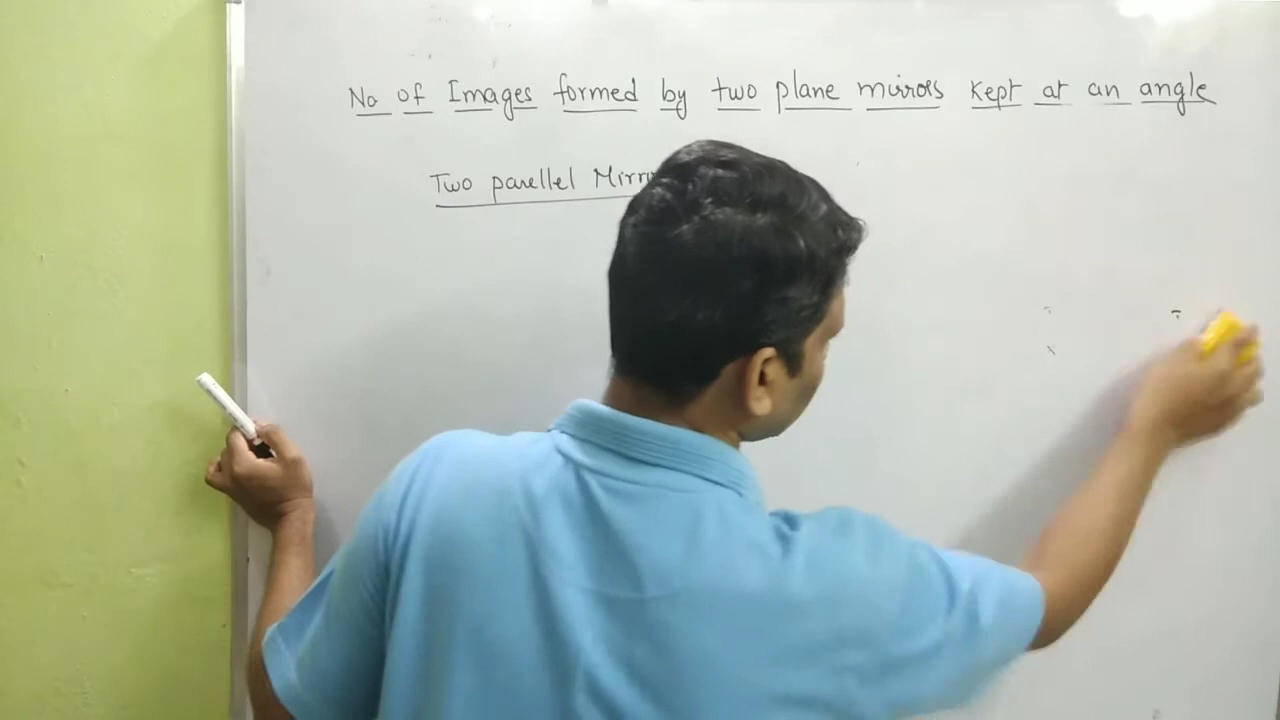 No of Images formed by two plane mirrors kept at an angle
Two parellel